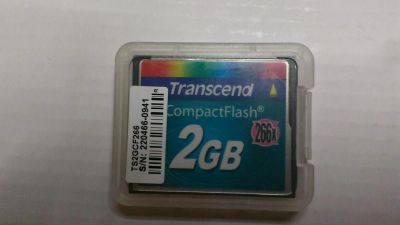 Transcend
CompactFlash®
266x
2GB
TS2GCF266
S/N: 220466-0941